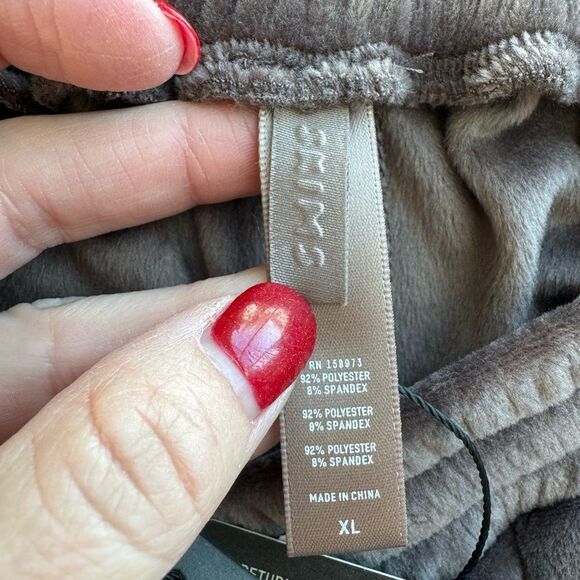 SKIMS
RN 158973
92% POLYESTER
8% SPANDEX
92% POLYESTER
8% SPANDEX
92% POLYESTER
8% SPANDEX
MADE IN CHINA
XL